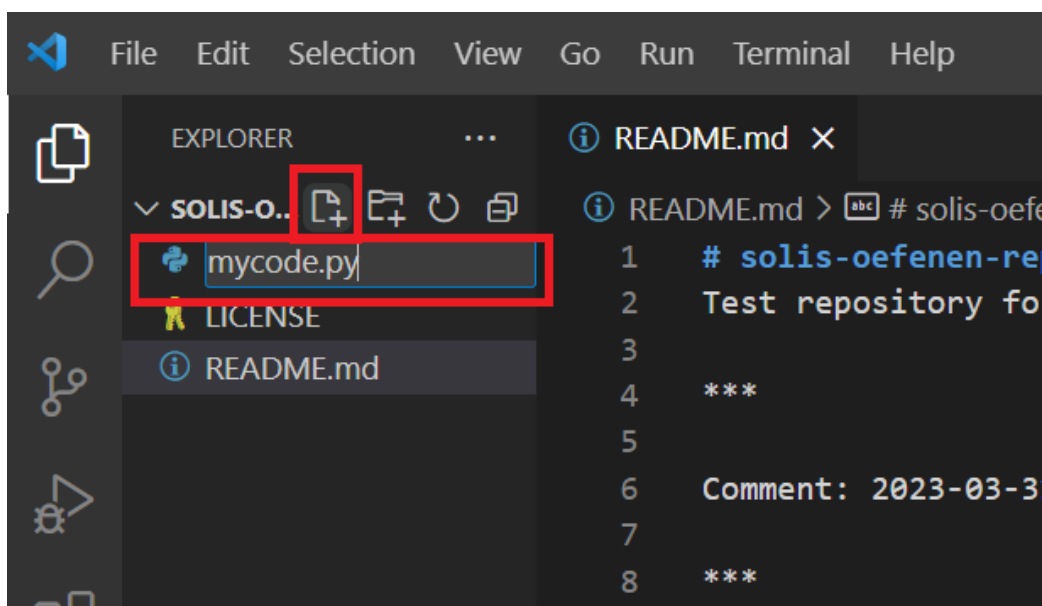 File Edit Selection View Go Run Terminal Help
EXPLORER ...
README.md
SOLIS-O...
mycode.py
LICENSE
README.md
README.md > # solis-oefe
1 # solis-oefenen-re
2 Test repository fo
3
4 ***
5
6 Comment: 2023-03-3
7
8 ***